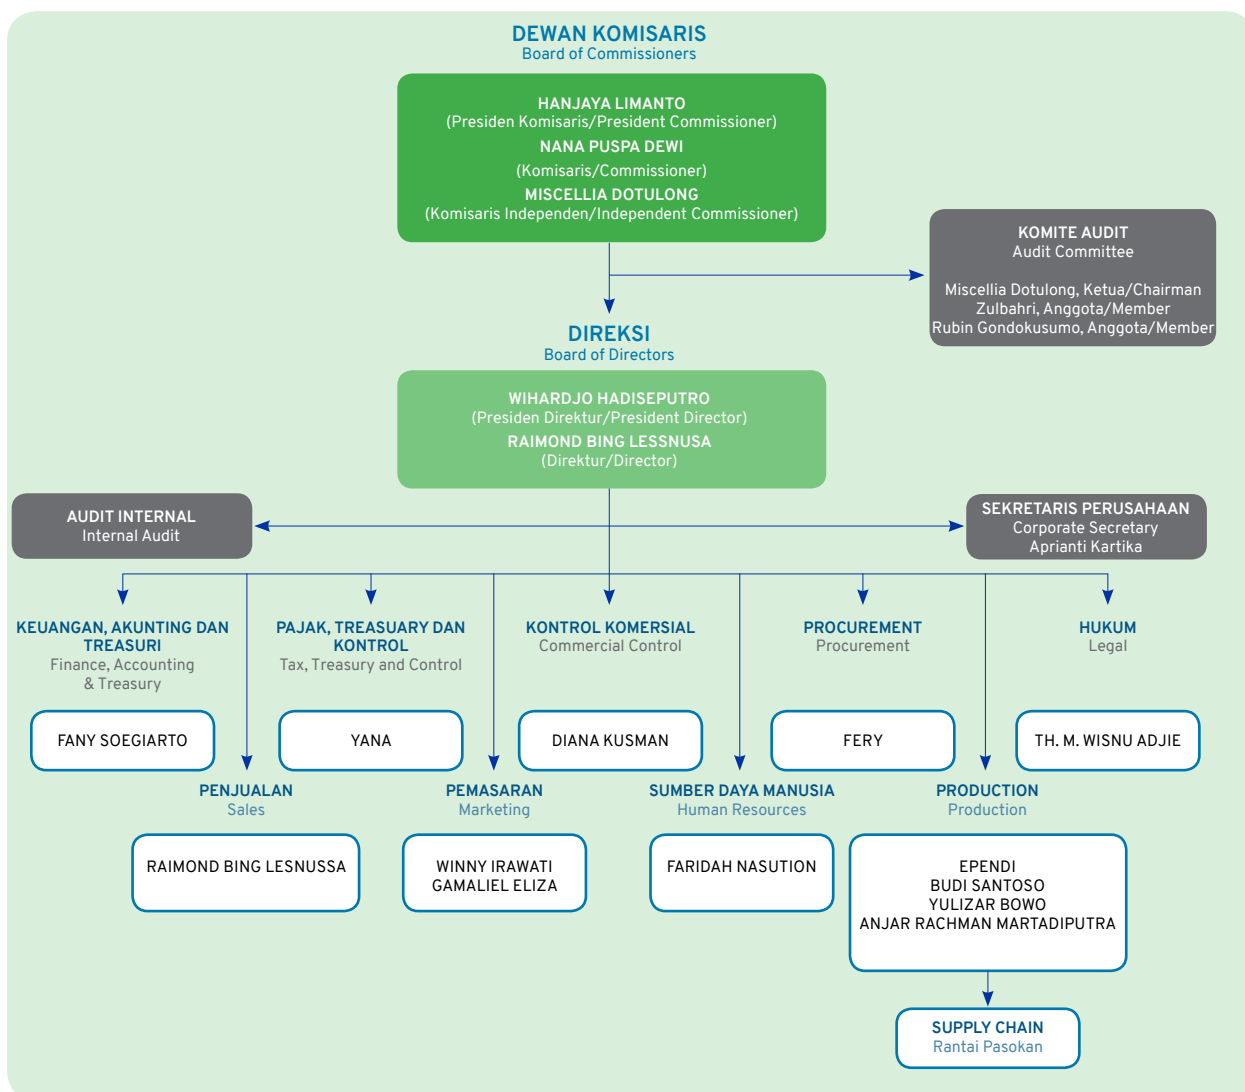 DEWAN KOMISARIS
Board of Commissioners
HANJAYA LIMANTO
(Presiden Komisaris/President Commissioner)
NANA PUSPA DEWI
(Komisaris/Commissioner)
MISCELLIA DOTULONG
(Komisaris Independen/Independent Commissioner)
KOMITE AUDIT
Audit Committee
Miscellia Dotulong, Ketua/Chairman
Zulbahri, Anggota/Member
Rubin Gondokusumo, Anggota/Member
DIREKSI
Board of Directors
WIHARDJO HADISEPUTRO
(Presiden Direktur/President Director)
RAIMOND BING LESSNUSA
(Direktur/Director)
AUDIT INTERNAL
Internal Audit
SEKRETARIS PERUSAHAAN
Corporate Secretary
Aprianti Kartika
KEUANGAN, AKUNTING DAN
TREASURI
Finance, Accounting
& Treasury
FANY SOEGIARTO
PAJAK, TREASUARY DAN
KONTROL
Tax, Treasury and Control
YANA
KONTROL KOMERSIAL
Commercial Control
DIANA KUSMAN
PROCUREMENT
Procurement
FERY
HUKUM
Legal
TH. M. WISNU ADJIE
PENJUALAN
Sales
RAIMOND BING LESNUSSA
PEMASARAN
Marketing
WINNY IRAWATI
GAMALIEL ELIZA
SUMBER DAYA MANUSIA
Human Resources
FARIDAH NASUTION
PRODUCTION
Production
EPENDI
BUDI SANTOSO
YULIZAR BOWO
ANJAR RACHMAN MARTADIPUTRA
SUPPLY CHAIN
Rantai Pasokan